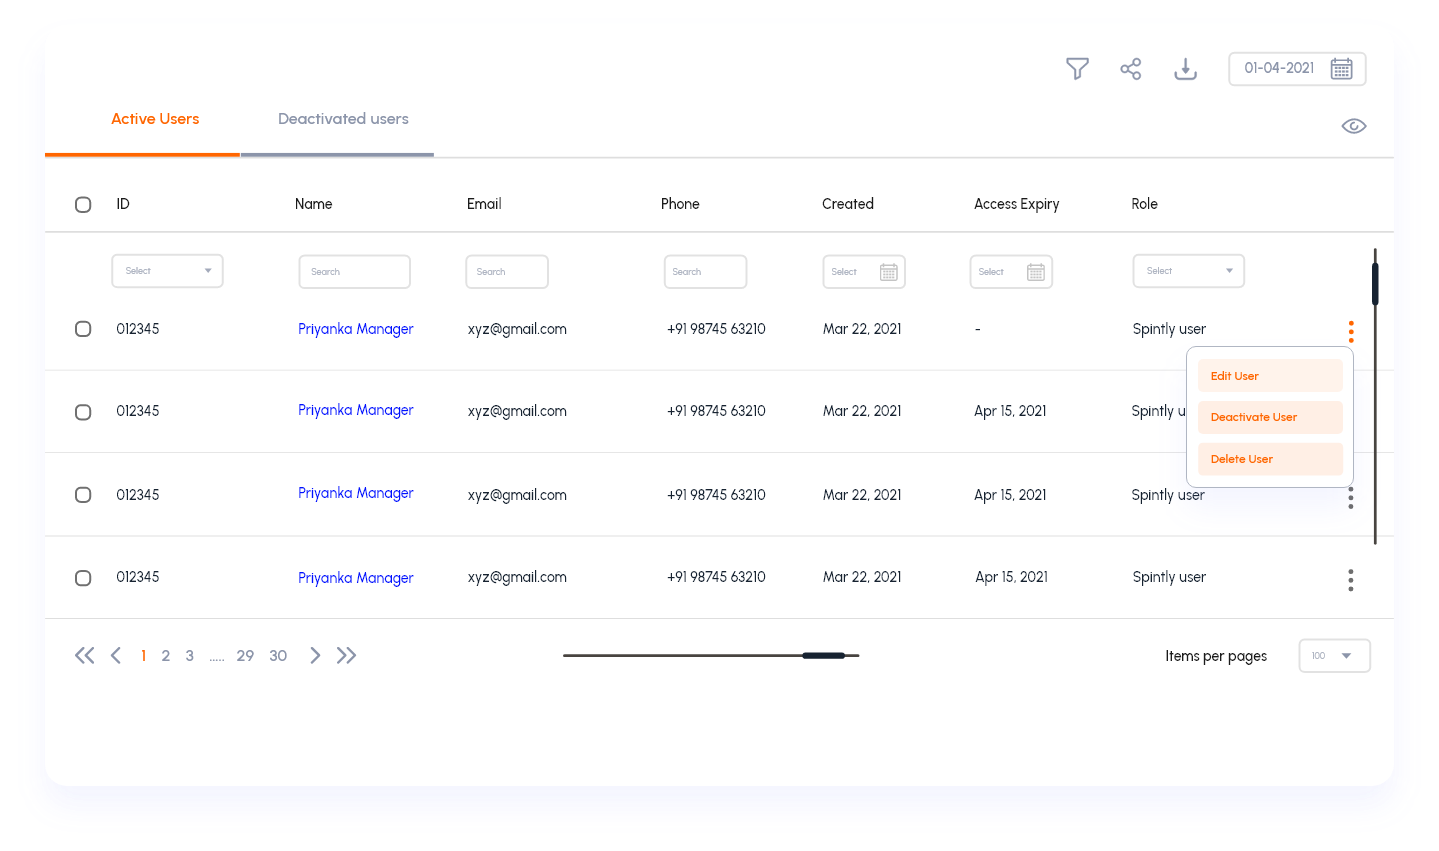 01-04-2021
Active Users Deactivated users
ID Name Email Phone Created Access Expiry Role
Select Search Search Search Select Select Select
012345 Priyanka Manager xyz@gmail.com +91 98745 63210 Mar 22, 2021 - Spintly user
Edit User
012345 Priyanka Manager xyz@gmail.com +91 98745 63210 Mar 22, 2021 Apr 15, 2021 Spintly u
Deactivate User
Delete User
012345 Priyanka Manager xyz@gmail.com +91 98745 63210 Mar 22, 2021 Apr 15, 2021 Spintly user
012345 Priyanka Manager xyz@gmail.com +91 98745 63210 Mar 22, 2021 Apr 15, 2021 Spintly user
1 2 3 ..... 29 30 Items per pages 100